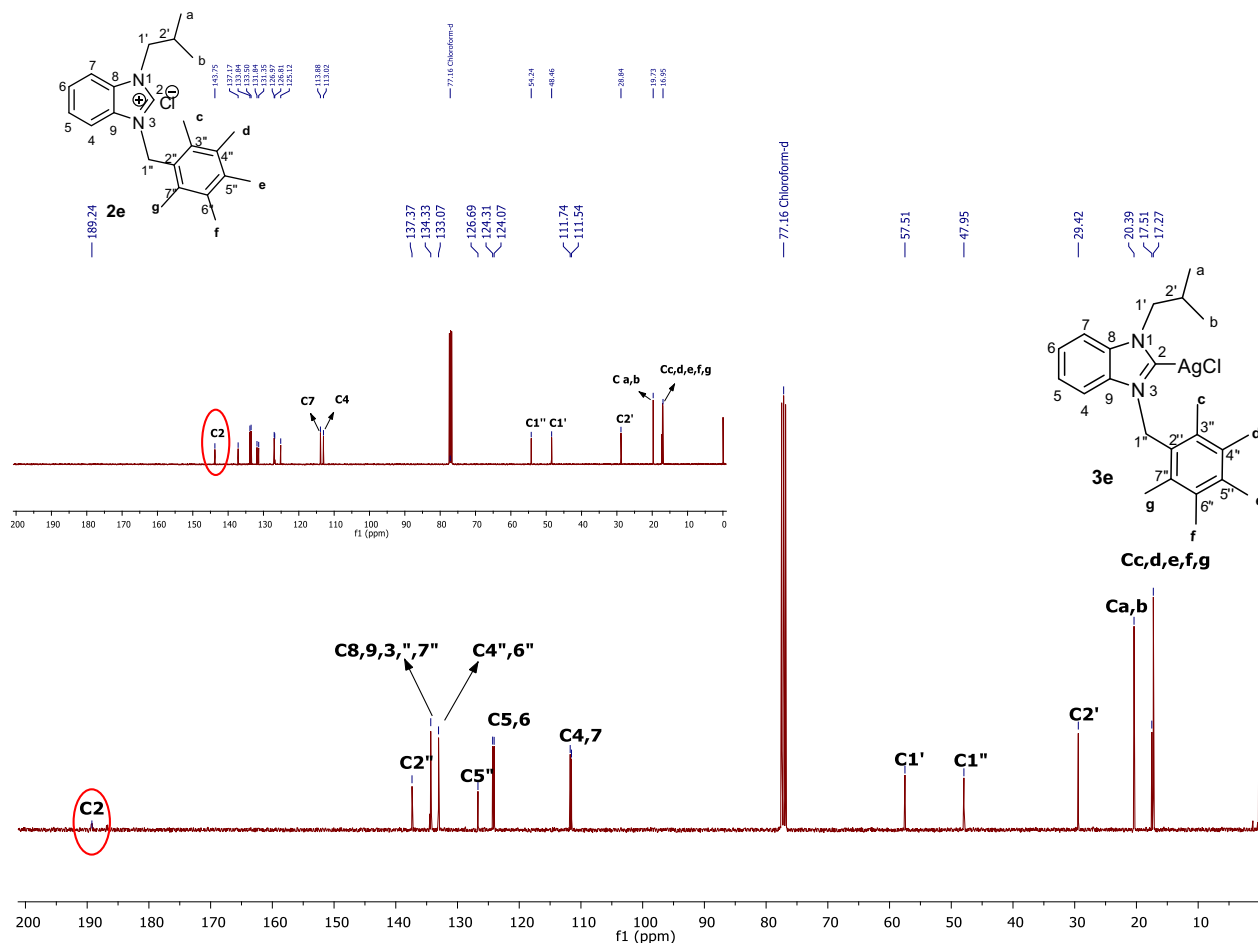 a
1'
2'
b
7
8
N
1
6
2
Cl
⊖
⊕
5
9
N
3
4
c
d
1"
2"
3"
4"
5"
e
7"
6"
g
f
2e
143.75
137.17
133.84
133.50
131.84
131.35
126.97
126.81
125.12
113.88
113.02
77.16 Chloroform-d
54.24
48.46
28.84
19.73
16.95
189.24
137.37
134.33
133.07
126.69
124.31
124.07
111.74
111.54
77.16 Chloroform-d
57.51
47.95
29.42
20.39
17.51
17.27
C2
C7
C4
C1"
C1'
C2'
C a,b
Cc,d,e,f,g
200 190 180 170 160 150 140 130 120 110 100 90 80 70 60 50 40 30 20 10 0
f1 (ppm)
a
1'
2'
b
7
8
N
1
6
2
AgCl
5
9
N
3
4
c
1"
2"
3"
d
4"
7"
5"
6"
g
f
3e
Cc,d,e,f,g
Ca,b
C8,9,3,",7"
C4",6"
C2"
C5"
C5,6
C4,7
C1'
C1"
C2'
C2
200 190 180 170 160 150 140 130 120 110 100 90 80 70 60 50 40 30 20 10
f1 (ppm)